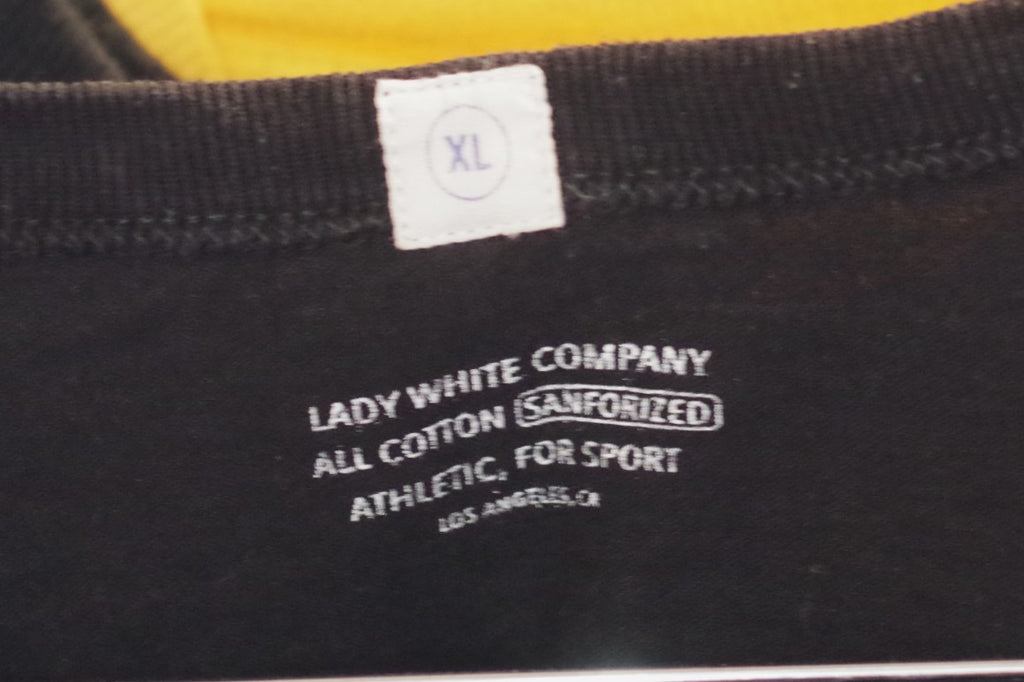 XL
LADY WHITE COMPANY
ALL COTTON SANFORIZED
ATHLETIC, FOR SPORT
LOS ANGELES, CA